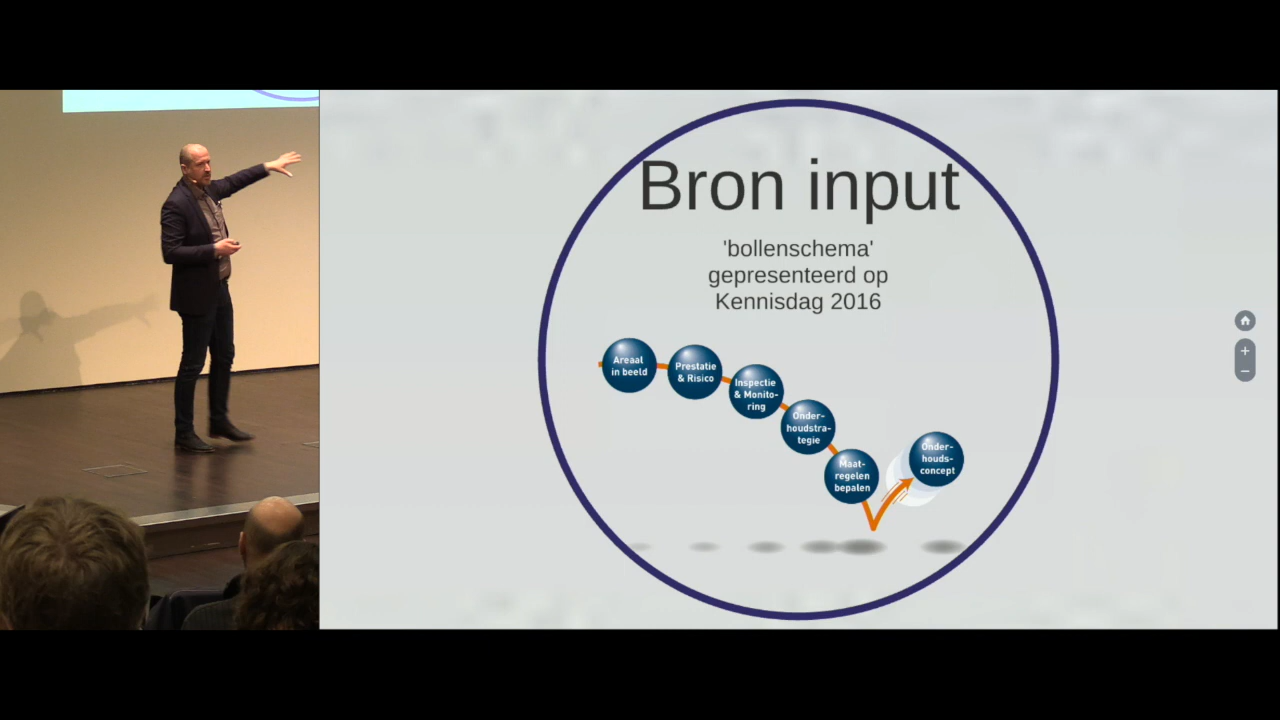 Bron input
'bollenschema'
gepresenteerd op
Kennisdag 2016
Areaal
in beeld
Prestatie
& Risico
Inspectie
& Monito-
ring
Onder-
houdstra-
tegie
Maat-
regelen
bepalen
Onder-
houds-
concept